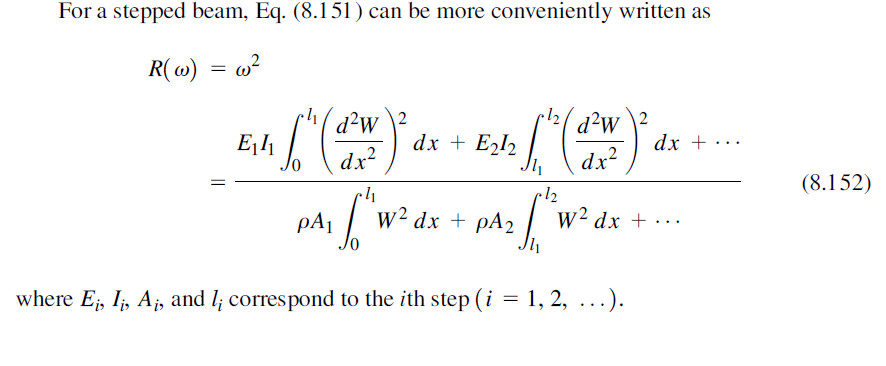 For a stepped beam, Eq. (8.151) can be more conveniently written as
R(ω) = ω²
= \frac{E₁I₁ ∫₀^{l₁} (d²W/dx²)² dx + E₂I₂ ∫_{l₁}^{l₂} (d²W/dx²)² dx + ···}{ρA₁ ∫₀^{l₁} W² dx + ρA₂ ∫_{l₁}^{l₂} W² dx + ···} (8.152)
where Eᵢ, Iᵢ, Aᵢ, and lᵢ correspond to the ith step (i = 1, 2, ...).